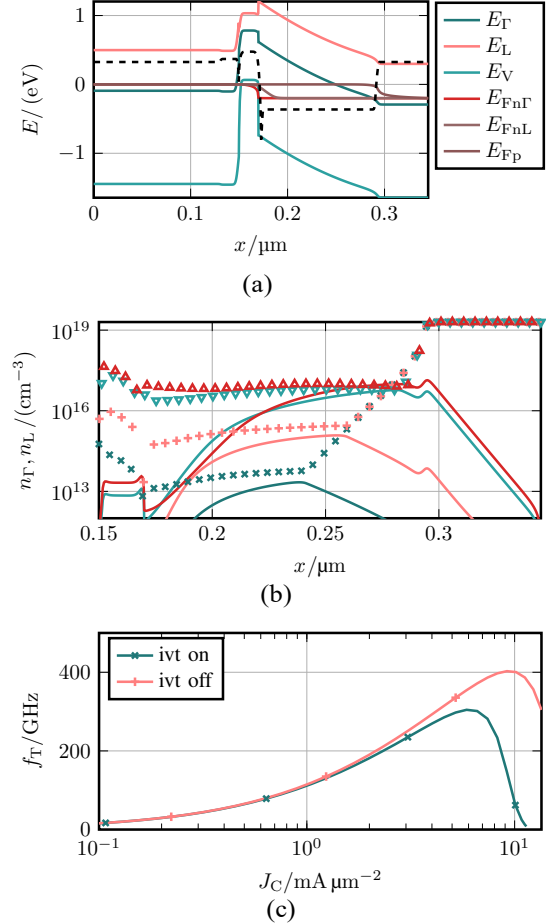 1
0
−1
E/(eV)
0
0.1
0.2
0.3
x/µm
E_Γ
E_L
E_V
E_FnΓ
E_FnL
E_Fp
(a)
10^19
10^16
10^13
n_Γ, n_L/(cm^−3)
0.15
0.2
0.25
0.3
x/µm
(b)
400
200
0
f_T/GHz
ivt on
ivt off
10^−1
10^0
10^1
J_C/mA µm^−2
(c)